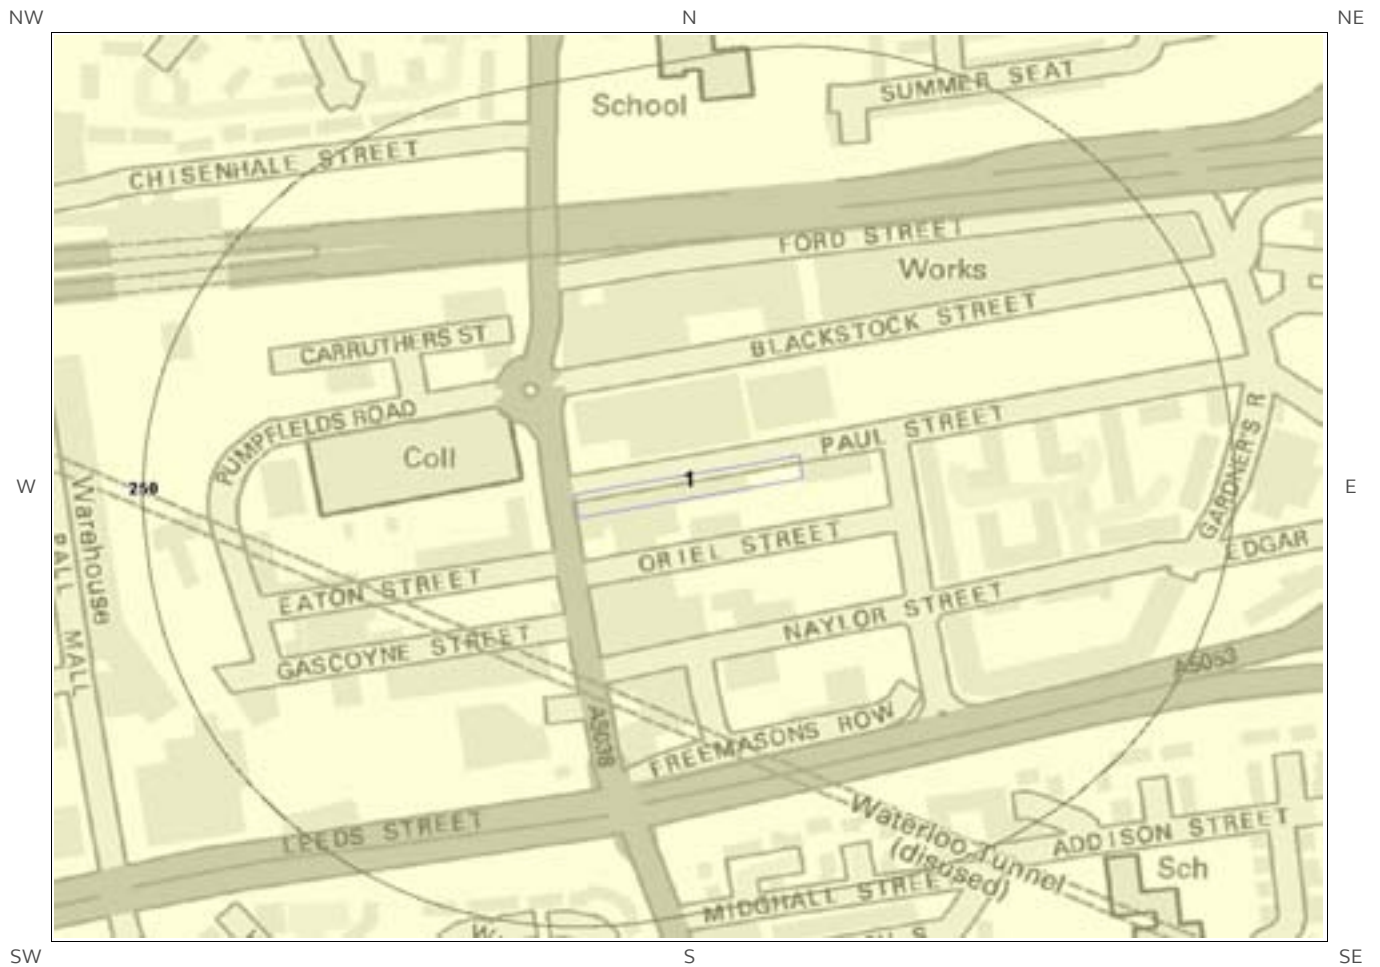 NW
N
NE
SUMMER SEAT
School
CHISENHALE STREET
FORD STREET
Works
BLACKSTOCK STREET
CARRUTHERS ST
PUMPFIELDS ROAD
PAUL STREET
GARDNER'S R
Coll
1
W
250
E
Warehouse
PALL MALL
ORIEL STREET
EDGAR
EATON STREET
NAYLOR STREET
GASCOYNE STREET
A5053
A5038
FREEMASONS ROW
LEEDS STREET
Waterloo Tunnel
(disused)
ADDISON STREET
Sch
MIDGHALL STREE
SW
S
SE